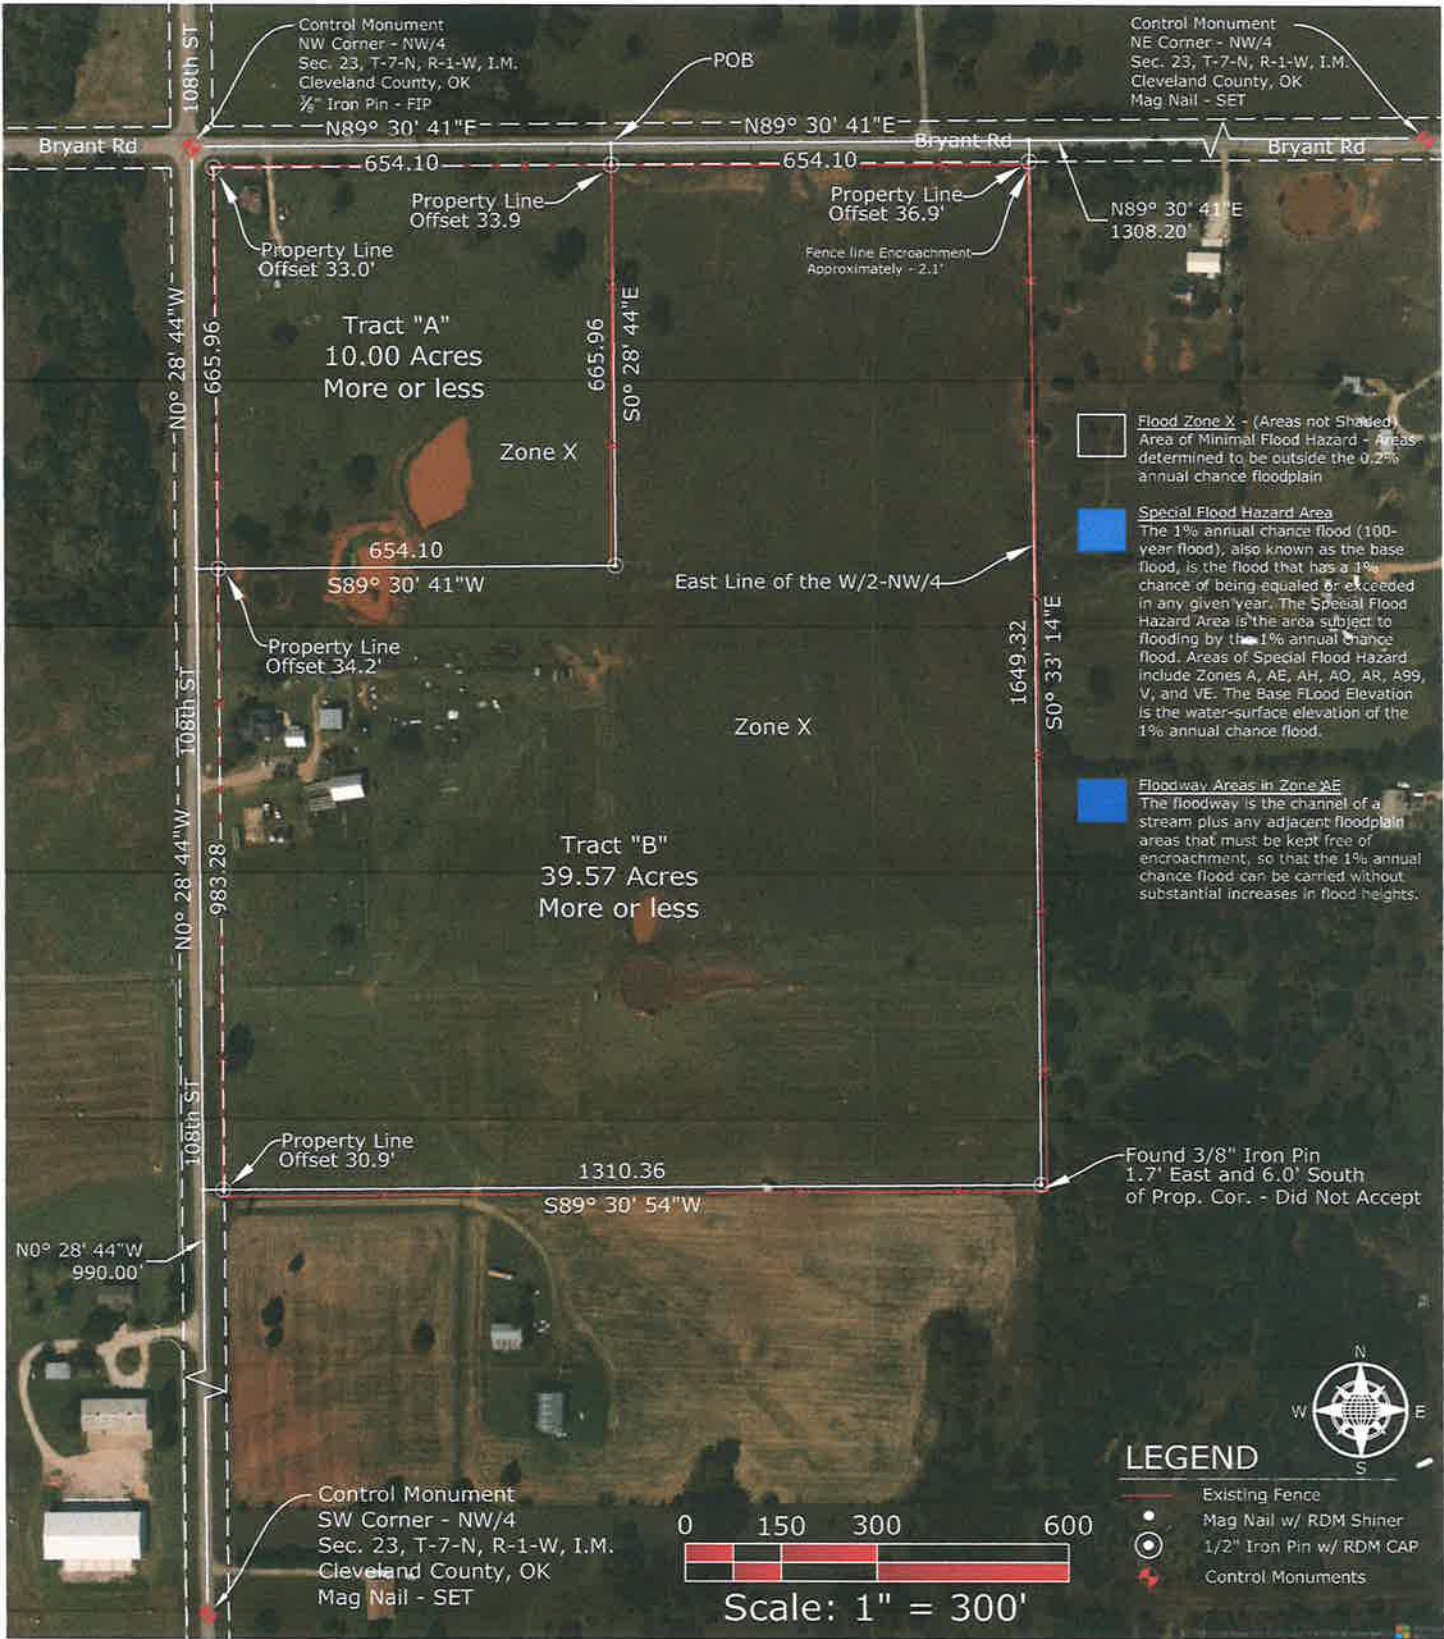 Control Monument
NW Corner - NW/4
Sec. 23, T-7-N, R-1-W, I.M.
Cleveland County, OK
⅜" Iron Pin - FIP
POB
Control Monument
NE Corner - NW/4
Sec. 23, T-7-N, R-1-W, I.M.
Cleveland County, OK
Mag Nail - SET
108th ST
Bryant Rd
N89° 30' 41"E
N89° 30' 41"E
Bryant Rd
Bryant Rd
654.10
654.10
Property Line
Offset 33.9
Property Line
Offset 36.9'
N89° 30' 41"E
1308.20'
Property Line
Offset 33.0'
Fence line Encroachment
Approximately - 2.1'
N0° 28' 44"W
665.96
Tract "A"
10.00 Acres
More or less
665.96
S0° 28' 44"E
Zone X
Flood Zone X - (Areas not Shaded)
Area of Minimal Flood Hazard - Areas
determined to be outside the 0.2%
annual chance floodplain
Special Flood Hazard Area
The 1% annual chance flood (100-
year flood), also known as the base
flood, is the flood that has a 1%
chance of being equaled or exceeded
in any given year. The Special Flood
Hazard Area is the area subject to
flooding by the 1% annual chance
flood. Areas of Special Flood Hazard
include Zones A, AE, AH, AO, AR, A99,
V, and VE. The Base FLood Elevation
is the water-surface elevation of the
1% annual chance flood.
654.10
S89° 30' 41"W
East Line of the W/2-NW/4
Property Line
Offset 34.2'
1649.32
S0° 33' 14"E
108th ST
Zone X
Floodway Areas in Zone AE
The floodway is the channel of a
stream plus any adjacent floodplain
areas that must be kept free of
encroachment, so that the 1% annual
chance flood can be carried without
substantial increases in flood heights.
N0° 28' 44"W
983.28
Tract "B"
39.57 Acres
More or less
108th ST
Property Line
Offset 30.9'
1310.36
S89° 30' 54"W
Found 3/8" Iron Pin
1.7' East and 6.0' South
of Prop. Cor. - Did Not Accept
N0° 28' 44"W
990.00'
N
W
E
S
LEGEND
Existing Fence
Mag Nail w/ RDM Shiner
1/2" Iron Pin w/ RDM CAP
Control Monuments
Control Monument
SW Corner - NW/4
Sec. 23, T-7-N, R-1-W, I.M.
Cleveland County, OK
Mag Nail - SET
0 150 300 600
Scale: 1" = 300'